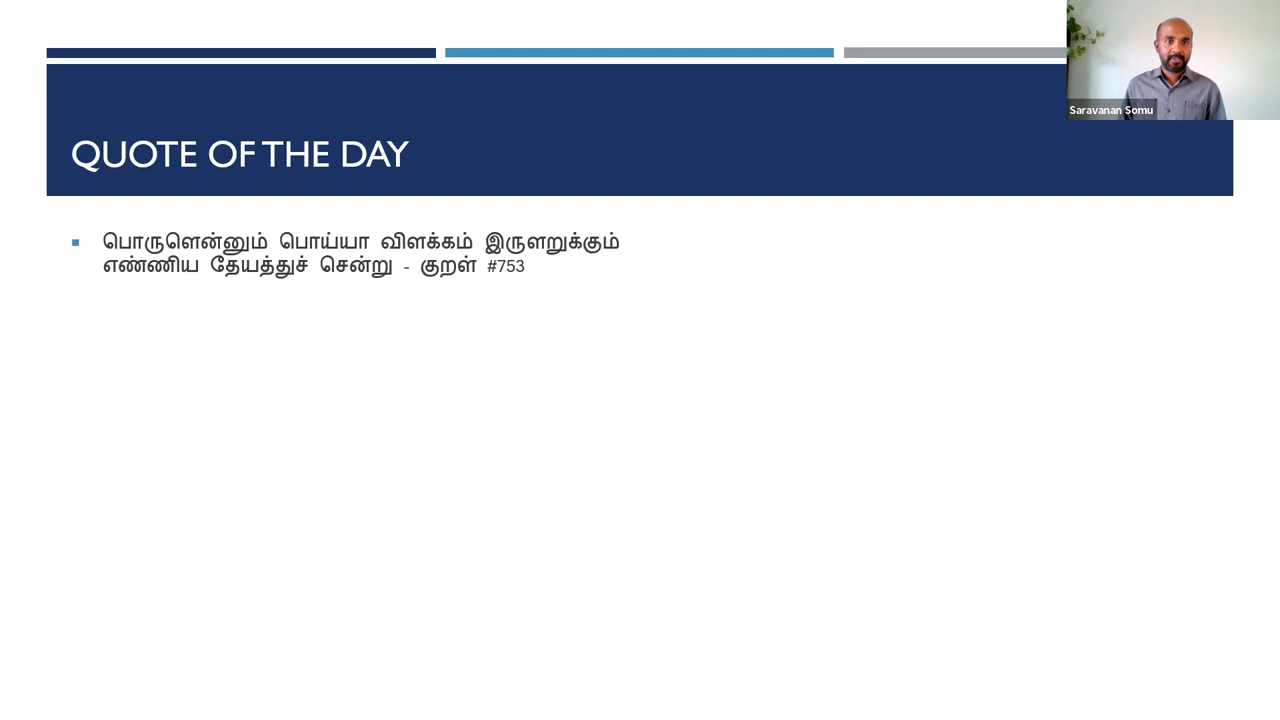 Saravanan Somu
QUOTE OF THE DAY
பொருளென்னும் பொய்யா விளக்கம் இருளறுக்கும்
எண்ணிய தேயத்துச் சென்று - குறள் #753